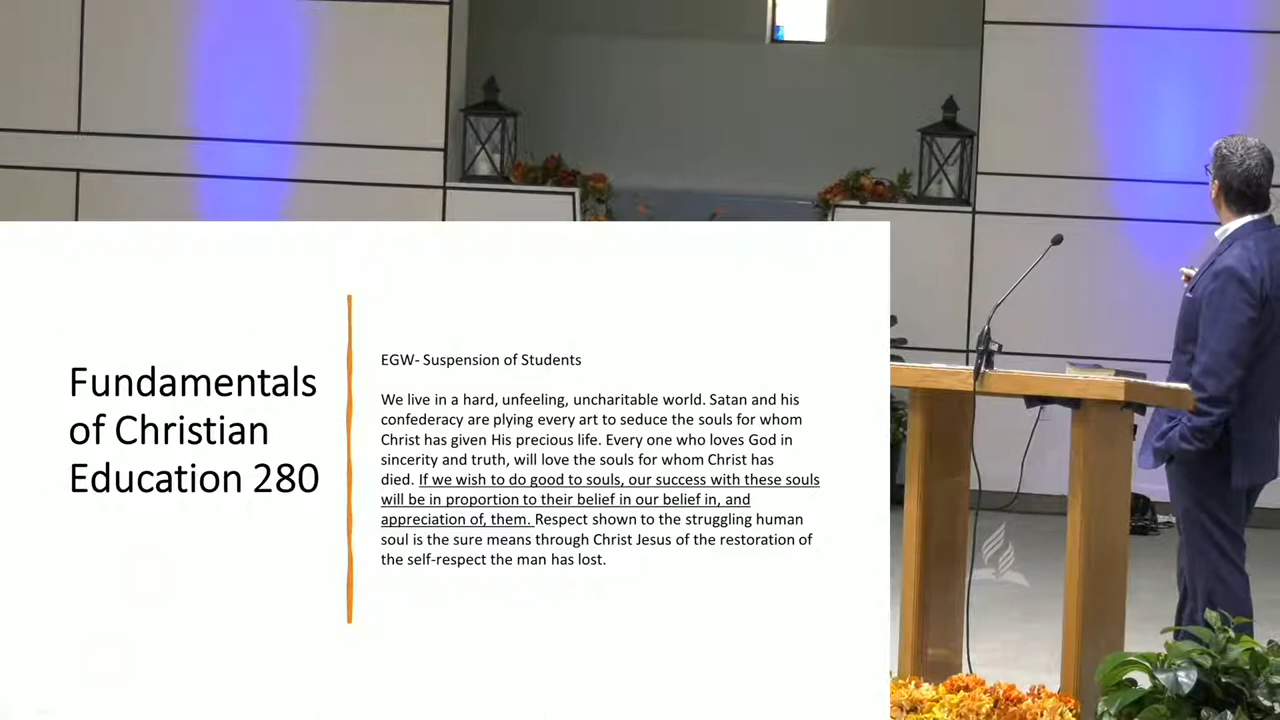 Fundamentals
of Christian
Education 280
EGW- Suspension of Students
We live in a hard, unfeeling, uncharitable world. Satan and his
confederacy are plying every art to seduce the souls for whom
Christ has given His precious life. Every one who loves God in
sincerity and truth, will love the souls for whom Christ has
died. If we wish to do good to souls, our success with these souls
will be in proportion to their belief in our belief in, and
appreciation of, them. Respect shown to the struggling human
soul is the sure means through Christ Jesus of the restoration of
the self-respect the man has lost.